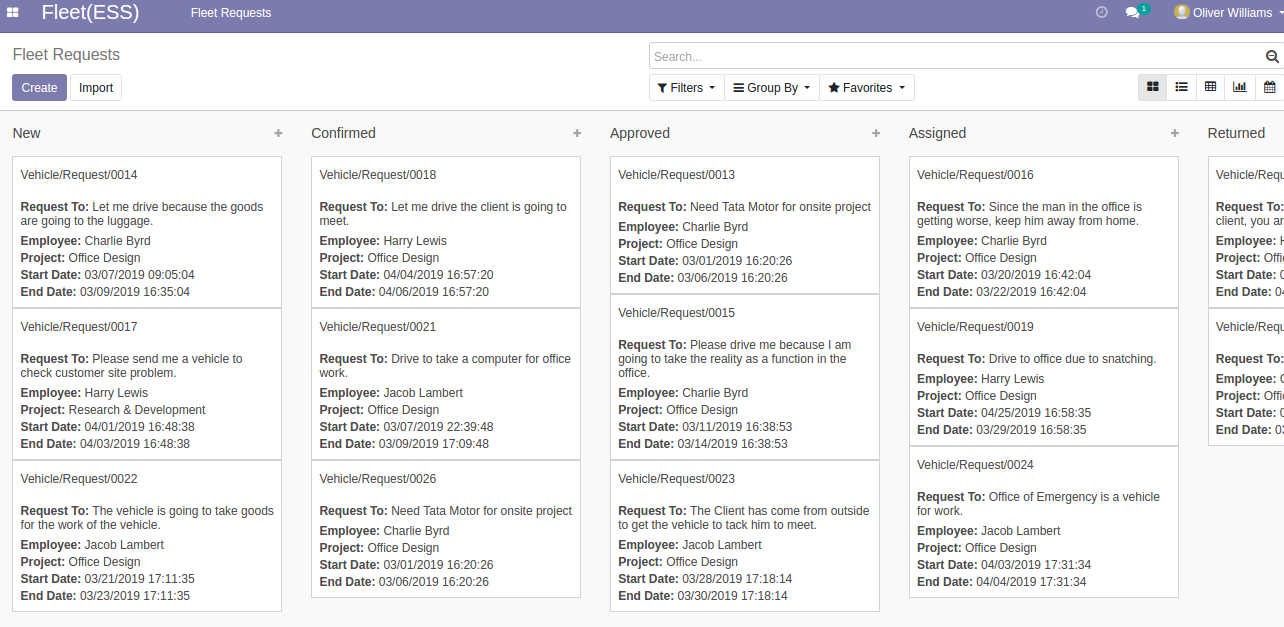 Fleet(ESS) Fleet Requests 1 Oliver Williams
Fleet Requests
Search...
Create Import Filters Group By Favorites
New +
Vehicle/Request/0014
Request To: Let me drive because the goods
are going to the luggage.
Employee: Charlie Byrd
Project: Office Design
Start Date: 03/07/2019 09:05:04
End Date: 03/09/2019 16:35:04
Vehicle/Request/0017
Request To: Please send me a vehicle to
check customer site problem.
Employee: Harry Lewis
Project: Research & Development
Start Date: 04/01/2019 16:48:38
End Date: 04/03/2019 16:48:38
Vehicle/Request/0022
Request To: The vehicle is going to take goods
for the work of the vehicle.
Employee: Jacob Lambert
Project: Office Design
Start Date: 03/21/2019 17:11:35
End Date: 03/23/2019 17:11:35
Confirmed +
Vehicle/Request/0018
Request To: Let me drive the client is going to
meet.
Employee: Harry Lewis
Project: Office Design
Start Date: 04/04/2019 16:57:20
End Date: 04/06/2019 16:57:20
Vehicle/Request/0021
Request To: Drive to take a computer for office
work.
Employee: Jacob Lambert
Project: Office Design
Start Date: 03/07/2019 22:39:48
End Date: 03/09/2019 17:09:48
Vehicle/Request/0026
Request To: Need Tata Motor for onsite project
Employee: Charlie Byrd
Project: Office Design
Start Date: 03/01/2019 16:20:26
End Date: 03/06/2019 16:20:26
Approved +
Vehicle/Request/0013
Request To: Need Tata Motor for onsite project
Employee: Charlie Byrd
Project: Office Design
Start Date: 03/01/2019 16:20:26
End Date: 03/06/2019 16:20:26
Vehicle/Request/0015
Request To: Please drive me because I am
going to take the reality as a function in the
office.
Employee: Charlie Byrd
Project: Office Design
Start Date: 03/11/2019 16:38:53
End Date: 03/14/2019 16:38:53
Vehicle/Request/0023
Request To: The Client has come from outside
to get the vehicle to tack him to meet.
Employee: Jacob Lambert
Project: Office Design
Start Date: 03/28/2019 17:18:14
End Date: 03/30/2019 17:18:14
Assigned +
Vehicle/Request/0016
Request To: Since the man in the office is
getting worse, keep him away from home.
Employee: Charlie Byrd
Project: Office Design
Start Date: 03/20/2019 16:42:04
End Date: 03/22/2019 16:42:04
Vehicle/Request/0019
Request To: Drive to office due to snatching.
Employee: Harry Lewis
Project: Office Design
Start Date: 04/25/2019 16:58:35
End Date: 03/29/2019 16:58:35
Vehicle/Request/0024
Request To: Office of Emergency is a vehicle
for work.
Employee: Jacob Lambert
Project: Office Design
Start Date: 04/03/2019 17:31:34
End Date: 04/04/2019 17:31:34
Returned
Request To:
client, you
Employee:
Project:
Start Date:
End Date:
Request To:
Employee:
Project:
Start Date:
End Date: